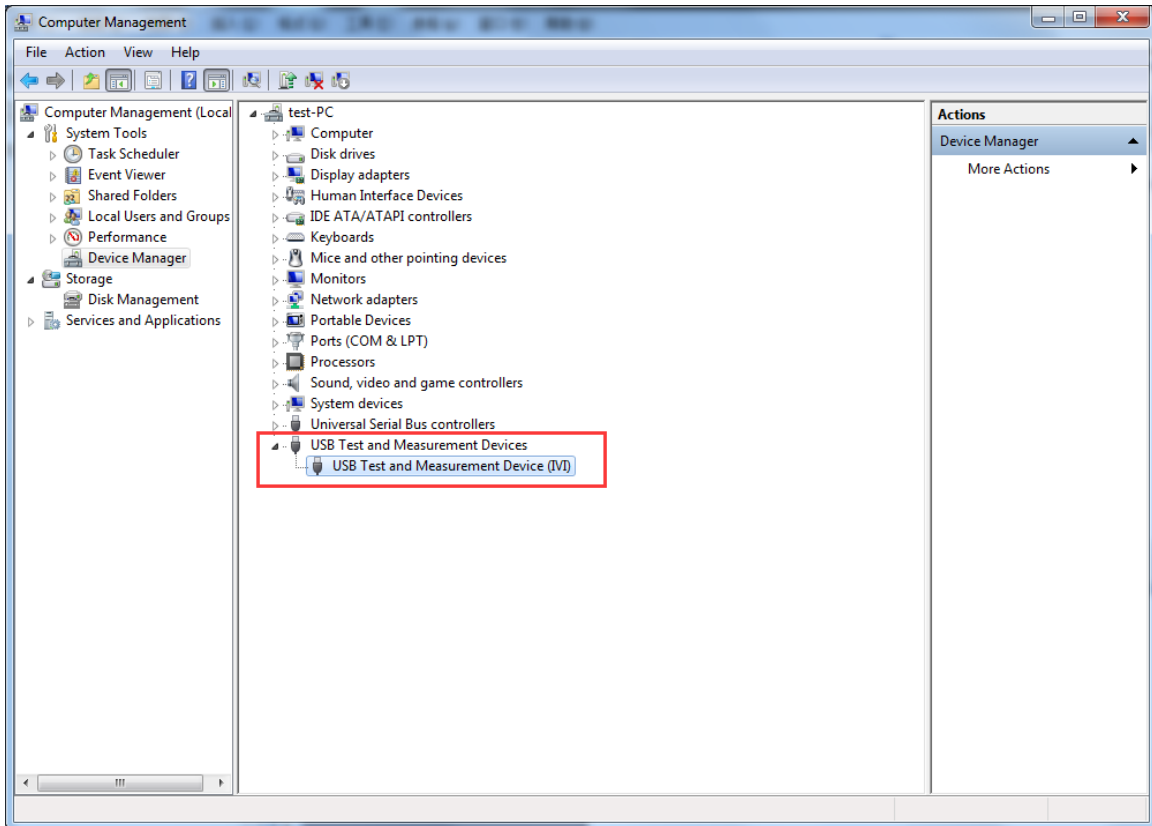 Computer Management
File Action View Help
Computer Management (Local
System Tools
Task Scheduler
Event Viewer
Shared Folders
Local Users and Groups
Performance
Device Manager
Storage
Disk Management
Services and Applications
test-PC
Computer
Disk drives
Display adapters
Human Interface Devices
IDE ATA/ATAPI controllers
Keyboards
Mice and other pointing devices
Monitors
Network adapters
Portable Devices
Ports (COM & LPT)
Processors
Sound, video and game controllers
System devices
Universal Serial Bus controllers
USB Test and Measurement Devices
USB Test and Measurement Device (IVI)
Actions
Device Manager
More Actions